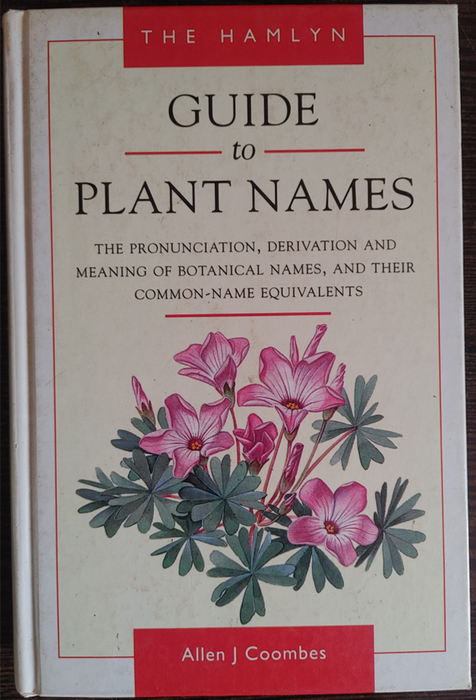 THE HAMLYN
GUIDE
to
PLANT NAMES
THE PRONUNCIATION, DERIVATION AND
MEANING OF BOTANICAL NAMES, AND THEIR
COMMON-NAME EQUIVALENTS
Allen J Coombes